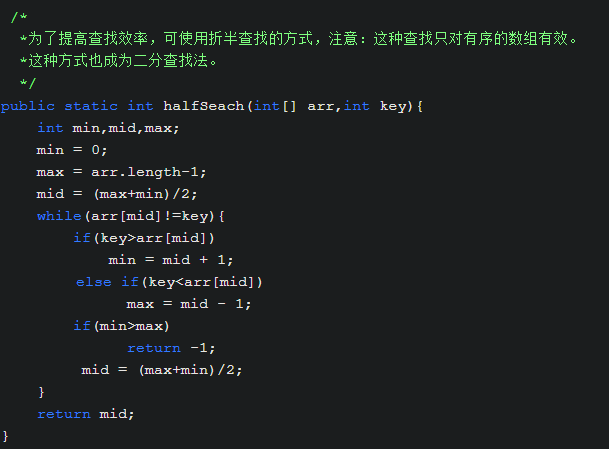 /*
*为了提高查找效率，可使用折半查找的方式，注意：这种查找只对有序的数组有效。
*这种方式也成为二分查找法。
*/
public static int halfSeach(int[] arr,int key){
int min,mid,max;
min = 0;
max = arr.length-1;
mid = (max+min)/2;
while(arr[mid]!=key){
if(key>arr[mid])
min = mid + 1;
else if(key<arr[mid])
max = mid - 1;
if(min>max)
return -1;
mid = (max+min)/2;
}
return mid;
}